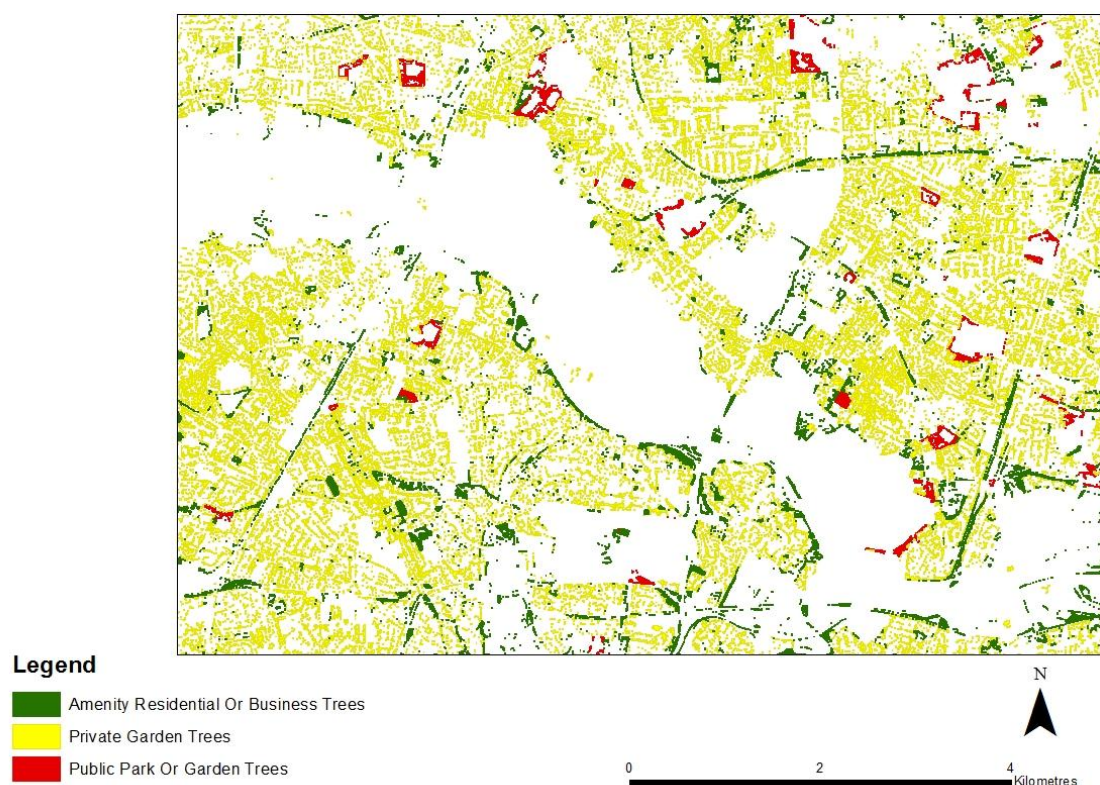 Legend
Amenity Residential Or Business Trees
Private Garden Trees
Public Park Or Garden Trees
N
0 2 4
Kilometres